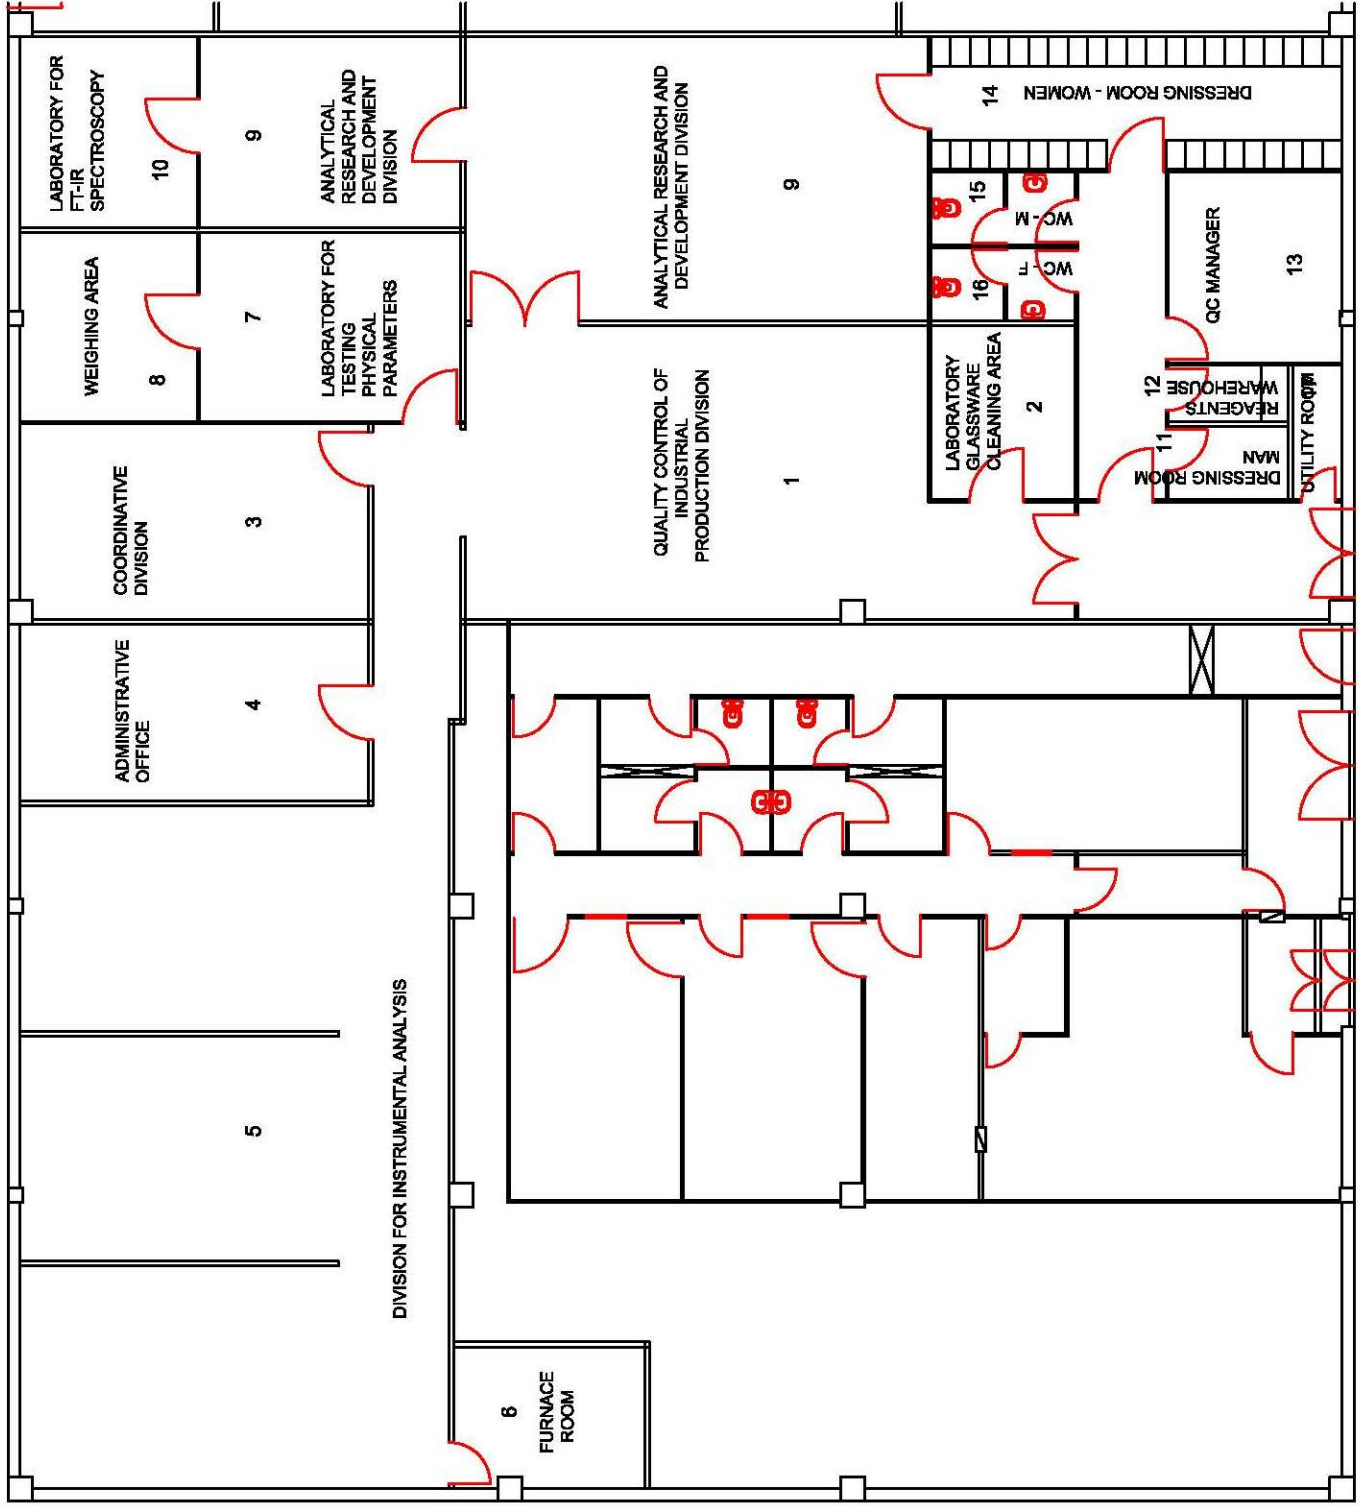 LABORATORY FOR
FT-IR
SPECTROSCOPY
10
9
ANALYTICAL
RESEARCH AND
DEVELOPMENT
DIVISION
ANALYTICAL RESEARCH AND
DEVELOPMENT DIVISION
9
14
DRESSING ROOM - WOMEN
WEIGHING AREA
8
7
LABORATORY FOR
TESTING
PHYSICAL
PARAMETERS
15
WC - M
16
WC - F
QC MANAGER
13
COORDINATIVE
DIVISION
3
QUALITY CONTROL OF
INDUSTRIAL
PRODUCTION DIVISION
1
LABORATORY
GLASSWARE
CLEANING AREA
2
12
REAGENTS
WAREHOUSE
11
DRESSING ROOM
MAN
UTILITY ROOM
ADMINISTRATIVE
OFFICE
4
5
DIVISION FOR INSTRUMENTAL ANALYSIS
6
FURNACE
ROOM